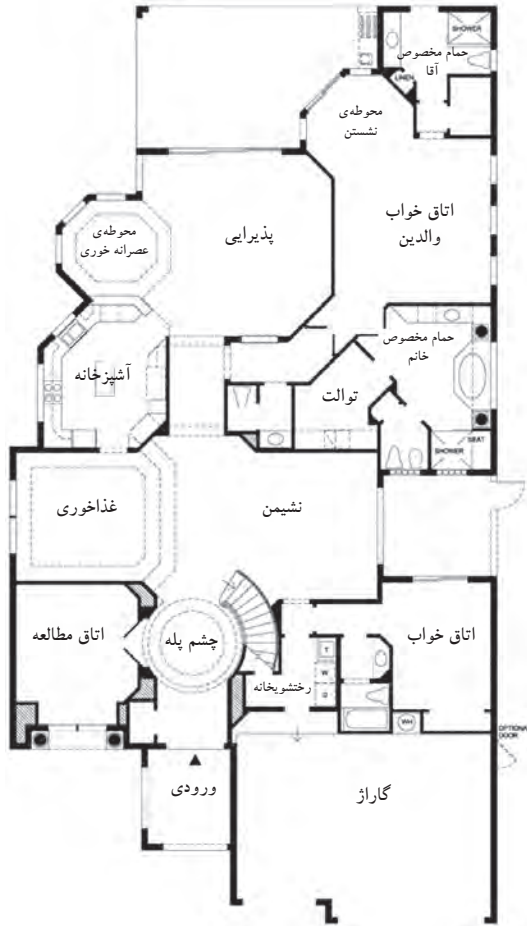 SHOWER
حمام مخصوص
آقا
LINEN
محوطه‌ی
نشستن
اتاق خواب
والدین
پذیرایی
محوطه‌ی
عصرانه خوری
حمام مخصوص
خانم
آشپزخانه
توالت
SEAT
SHOWER
غذاخوری
نشیمن
اتاق مطالعه
چشم پله
اتاق خواب
رختشویخانه
T
W
D
WH
OPTIONAL
DOOR
ورودی
گاراژ